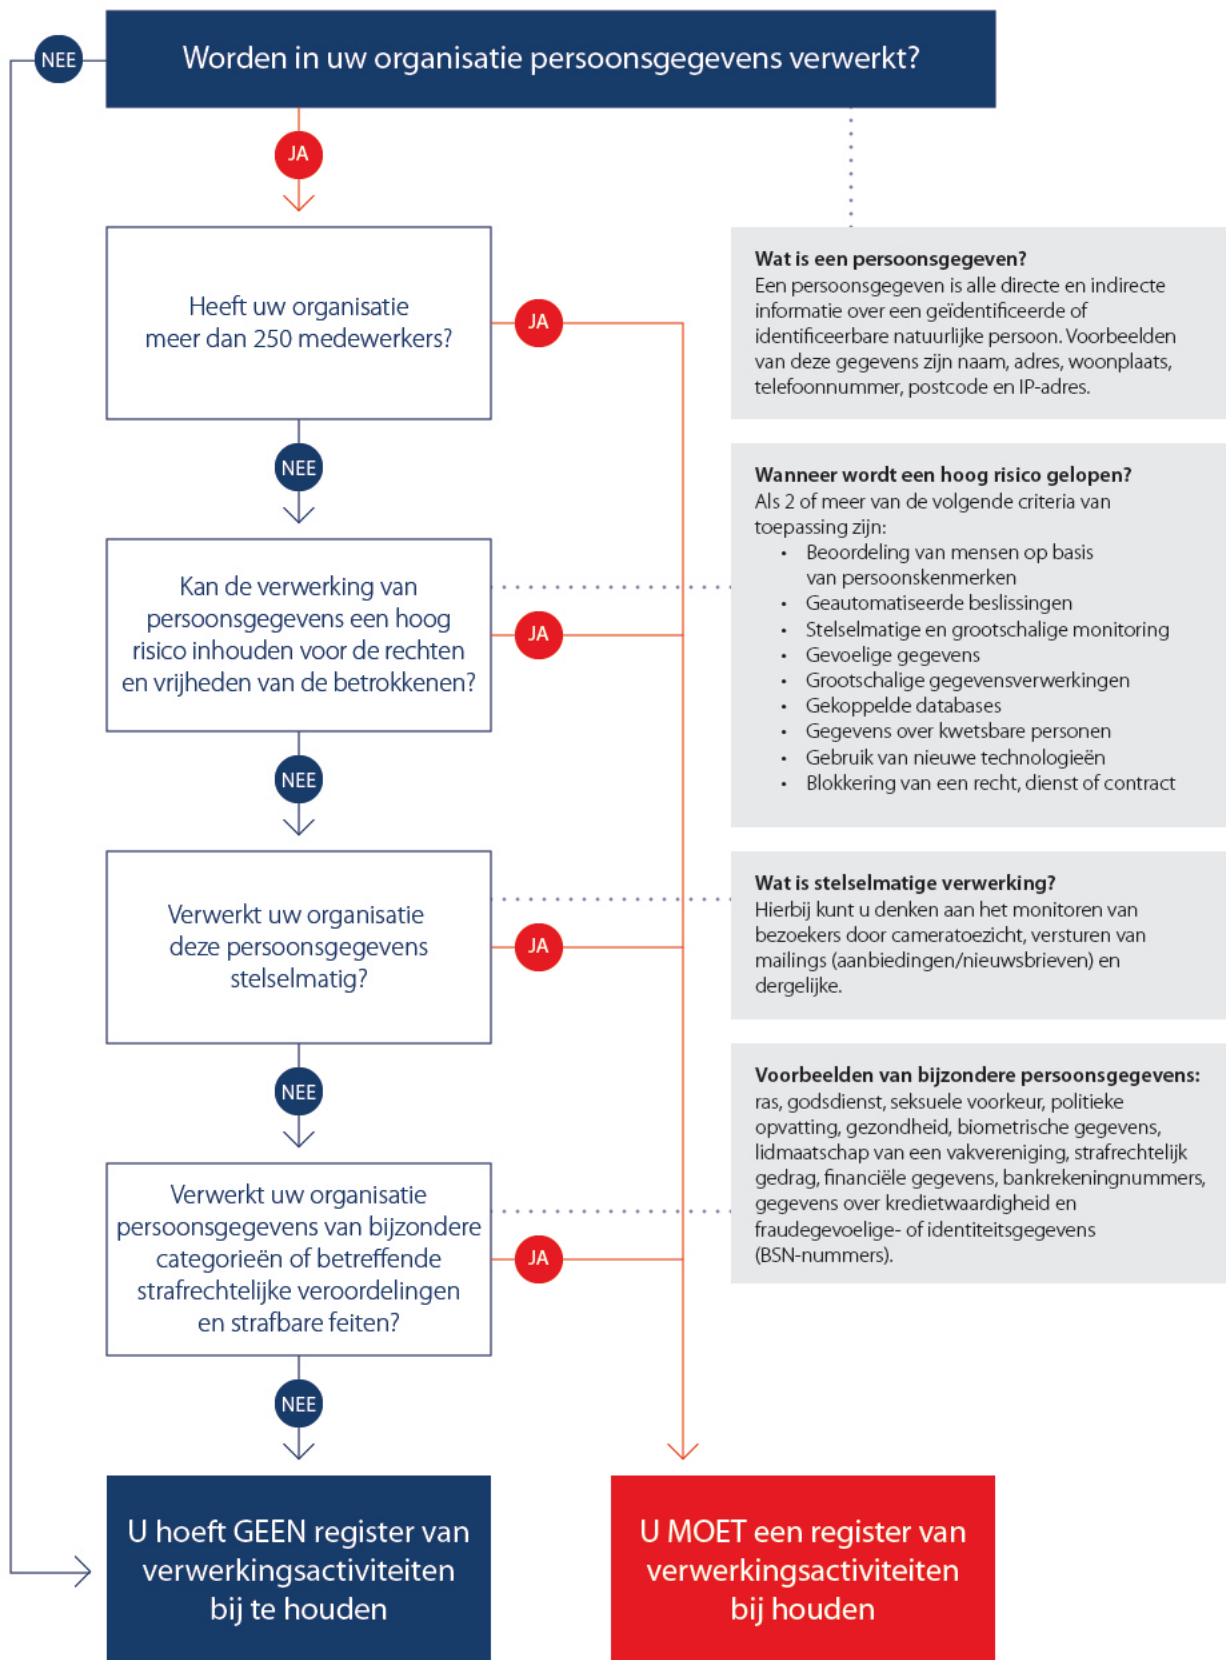 NEE
Worden in uw organisatie persoonsgegevens verwerkt?
JA
Heeft uw organisatie
meer dan 250 medewerkers?
JA
Wat is een persoonsgegeven?
Een persoonsgegeven is alle directe en indirecte
informatie over een geïdentificeerde of
identificeerbare natuurlijke persoon. Voorbeelden
van deze gegevens zijn naam, adres, woonplaats,
telefoonnummer, postcode en IP-adres.
NEE
Kan de verwerking van
persoonsgegevens een hoog
risico inhouden voor de rechten
en vrijheden van de betrokkenen?
JA
Wanneer wordt een hoog risico gelopen?
Als 2 of meer van de volgende criteria van
toepassing zijn:
• Beoordeling van mensen op basis
van persoonskenmerken
• Geautomatiseerde beslissingen
• Stelselmatige en grootschalige monitoring
• Gevoelige gegevens
• Grootschalige gegevensverwerkingen
• Gekoppelde databases
• Gegevens over kwetsbare personen
• Gebruik van nieuwe technologieën
• Blokkering van een recht, dienst of contract
NEE
Verwerkt uw organisatie
deze persoonsgegevens
stelselmatig?
JA
Wat is stelselmatige verwerking?
Hierbij kunt u denken aan het monitoren van
bezoekers door cameratoezicht, versturen van
mailings (aanbiedingen/nieuwsbrieven) en
dergelijke.
NEE
Verwerkt uw organisatie
persoonsgegevens van bijzondere
categorieën of betreffende
strafrechtelijke veroordelingen
en strafbare feiten?
JA
Voorbeelden van bijzondere persoonsgegevens:
ras, godsdienst, seksuele voorkeur, politieke
opvatting, gezondheid, biometrische gegevens,
lidmaatschap van een vakvereniging, strafrechtelijk
gedrag, financiële gegevens, bankrekeningnummers,
gegevens over kredietwaardigheid en
fraudegevoelige- of identiteitsgegevens
(BSN-nummers).
NEE
U hoeft GEEN register van
verwerkingsactiviteiten
bij te houden
U MOET een register van
verwerkingsactiviteiten
bij houden